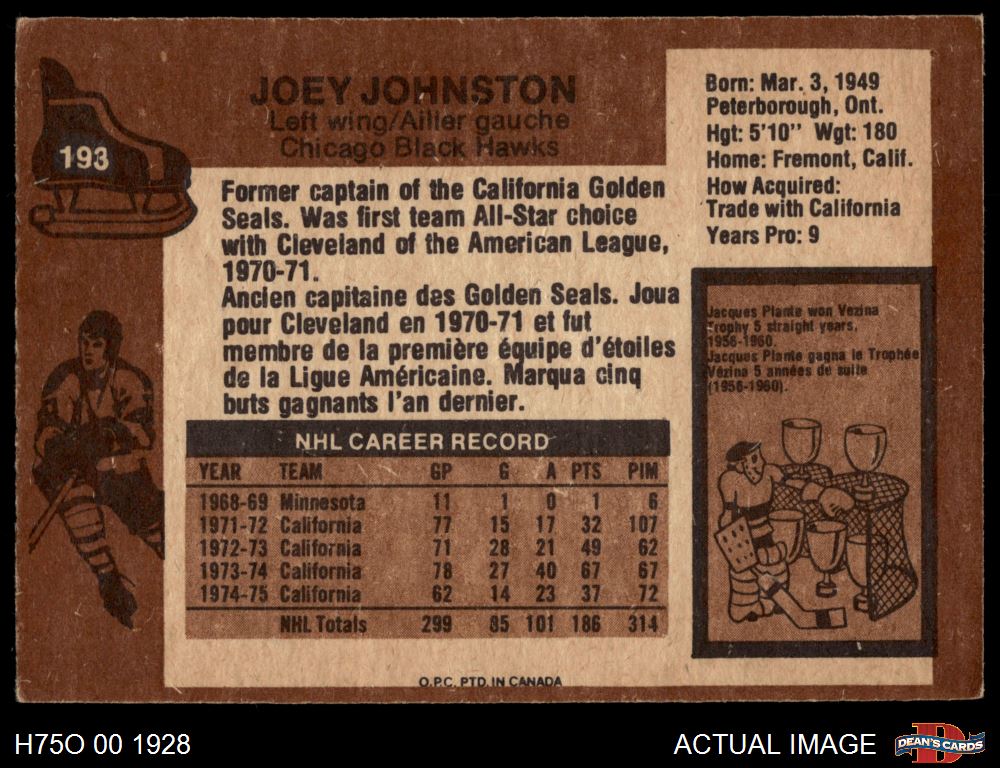 193
JOEY JOHNSTON
Left wing/Ailier gauche
Chicago Black Hawks
Born: Mar. 3, 1949
Peterborough, Ont.
Hgt: 5'10" Wgt: 180
Home: Fremont, Calif.
How Acquired:
Trade with California
Years Pro: 9
Former captain of the California Golden
Seals. Was first team All-Star choice
with Cleveland of the American League,
1970-71.
Ancien capitaine des Golden Seals. Joua
pour Cleveland en 1970-71 et fut
membre de la première équipe d'étoiles
de la Ligue Américaine. Marqua cinq
buts gagnants l'an dernier.
Jacques Plante won Vezina
Trophy 5 straight years,
1956-1960.
Jacques Plante gagna le Trophée
Vézina 5 années de suite
(1956-1960).
NHL CAREER RECORD
YEAR TEAM GP G A PTS PIM
1968-69 Minnesota 11 1 0 1 6
1971-72 California 77 15 17 32 107
1972-73 California 71 28 21 49 62
1973-74 California 78 27 40 67 67
1974-75 California 62 14 23 37 72
NHL Totals 299 85 101 186 314
O.P.C. PTD. IN CANADA
H75O 00 1928
ACTUAL IMAGE
DEAN'S CARDS